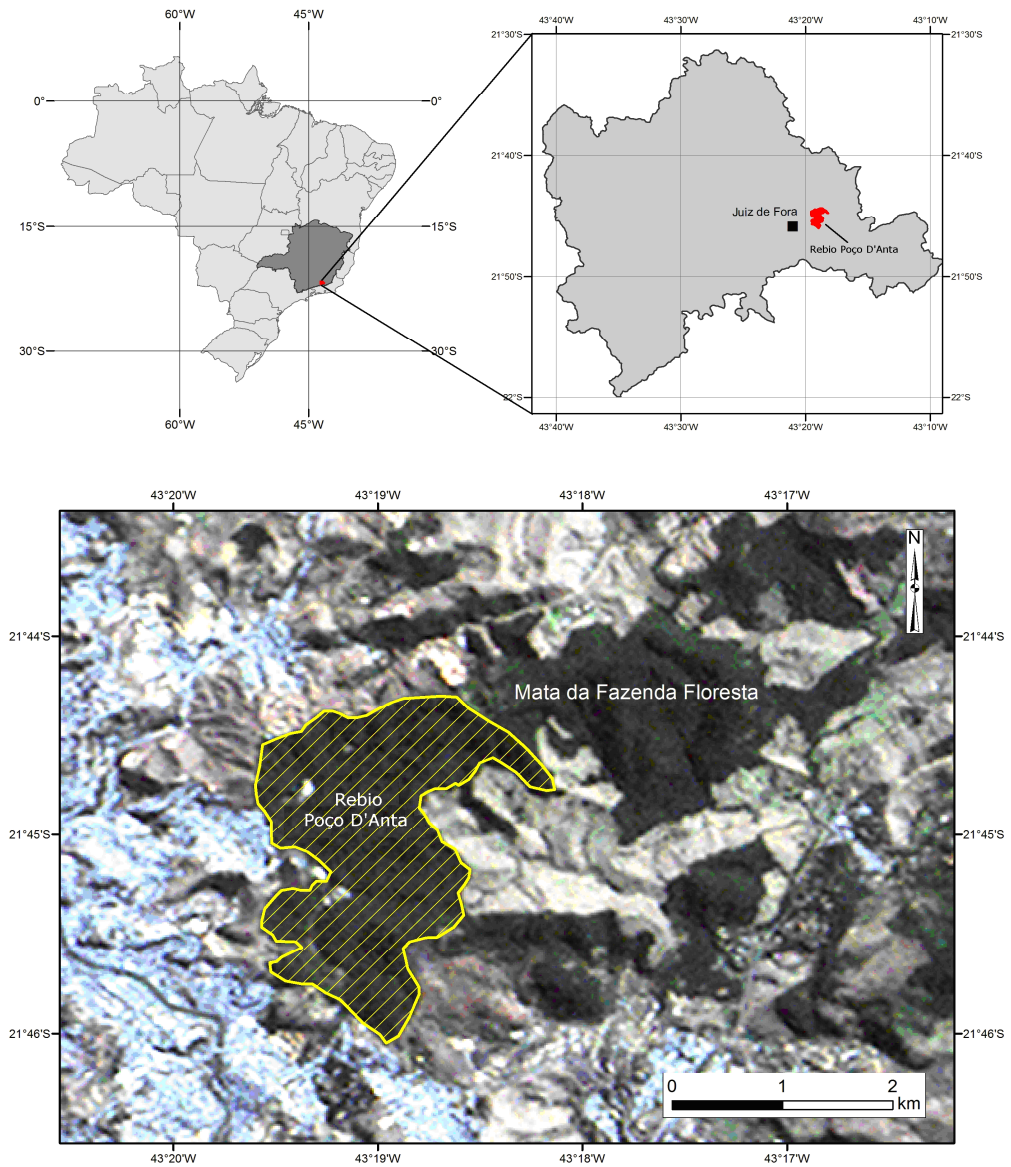 60°W 45°W
0° 0°
15°S 15°S
30°S 30°S
60°W 45°W
43°40'W 43°30'W 43°20'W 43°10'W
21°30'S 21°30'S
21°40'S 21°40'S
Juiz de Fora
Rebio Poço D'Anta
21°50'S 21°50'S
22°S 22°S
43°40'W 43°30'W 43°20'W 43°10'W
43°20'W 43°19'W 43°18'W 43°17'W
N
21°44'S 21°44'S
Mata da Fazenda Floresta
Rebio
Poço D'Anta
21°45'S 21°45'S
21°46'S 21°46'S
0 1 2
km
43°20'W 43°19'W 43°18'W 43°17'W